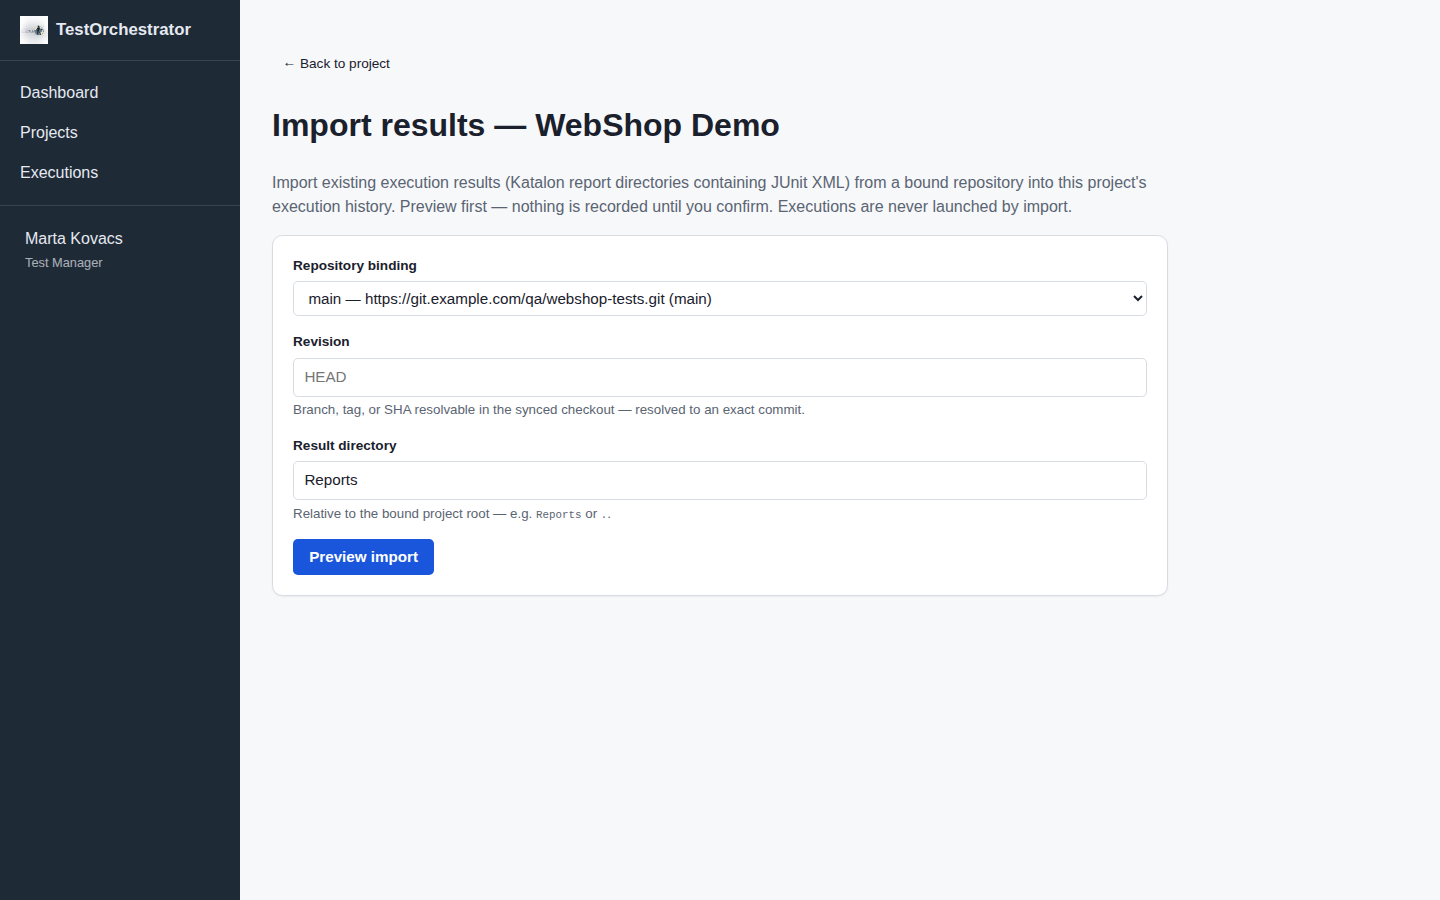 TestOrchestrator
Dashboard
Projects
Executions
Marta Kovacs
Test Manager
← Back to project
Import results — WebShop Demo
Import existing execution results (Katalon report directories containing JUnit XML) from a bound repository into this project's
execution history. Preview first — nothing is recorded until you confirm. Executions are never launched by import.
Repository binding
main — https://git.example.com/qa/webshop-tests.git (main)
Revision
HEAD
Branch, tag, or SHA resolvable in the synced checkout — resolved to an exact commit.
Result directory
Reports
Relative to the bound project root — e.g. Reports or ..
Preview import